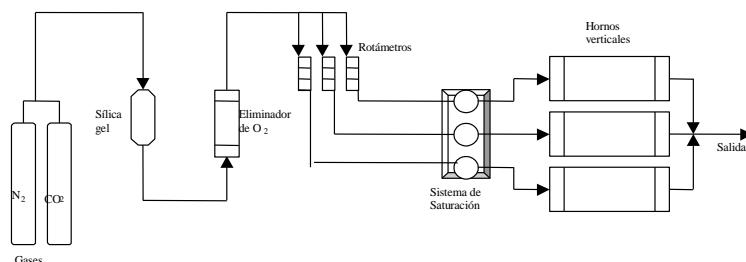 Hornos
verticales
Rotámetros
Sílica
gel
Eliminador
de O2
Salida
N2
CO2
Sistema de
Saturación
Gases